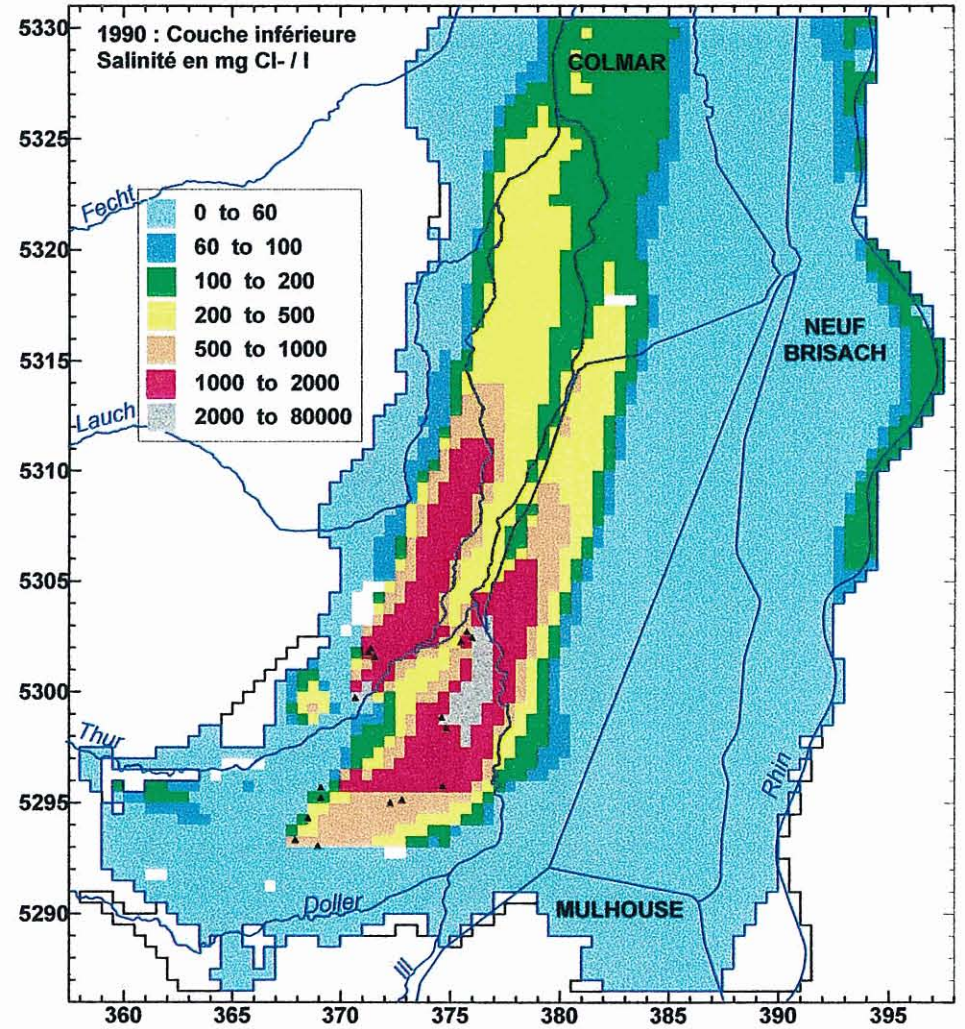 1990 : Couche inférieure
Salinité en mg Cl- / l
COLMAR
Fecht
0 to 60
60 to 100
100 to 200
200 to 500
500 to 1000
1000 to 2000
2000 to 80000
NEUF
BRISACH
Lauch
Thur
Rhin
Doller
MULHOUSE
Ill
5330
5325
5320
5315
5310
5305
5300
5295
5290
360
365
370
375
380
385
390
395